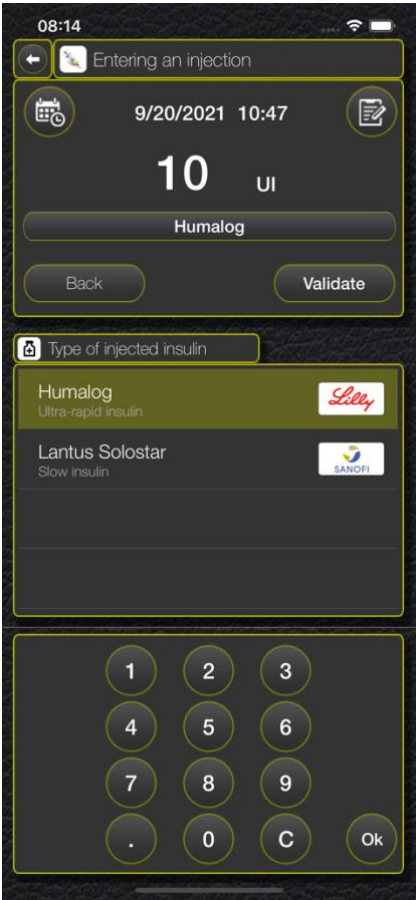 08:14
Entering an injection
9/20/2021 10:47
10 UI
Humalog
Back Validate
Type of injected insulin
Humalog
Ultra-rapid insulin
Lilly
Lantus Solostar
Slow insulin
SANOFI
1 2 3
4 5 6
7 8 9
. 0 C Ok